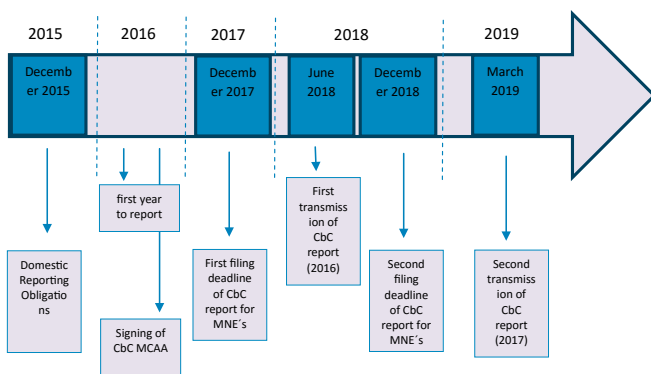 2015
2016
2017
2018
2019
Decemb
er 2015
Decemb
er 2017
June
2018
Decemb
er 2018
March
2019
first year
to report
First
transmiss
ion of
CbC
report
(2016)
Domestic
Reporting
Obligatio
ns
First filing
deadline
of CbC
report for
MNE´s
Second
filing
deadline
of CbC
report for
MNE´s
Second
transmiss
ion of
CbC
report
(2017)
Signing of
CbC MCAA